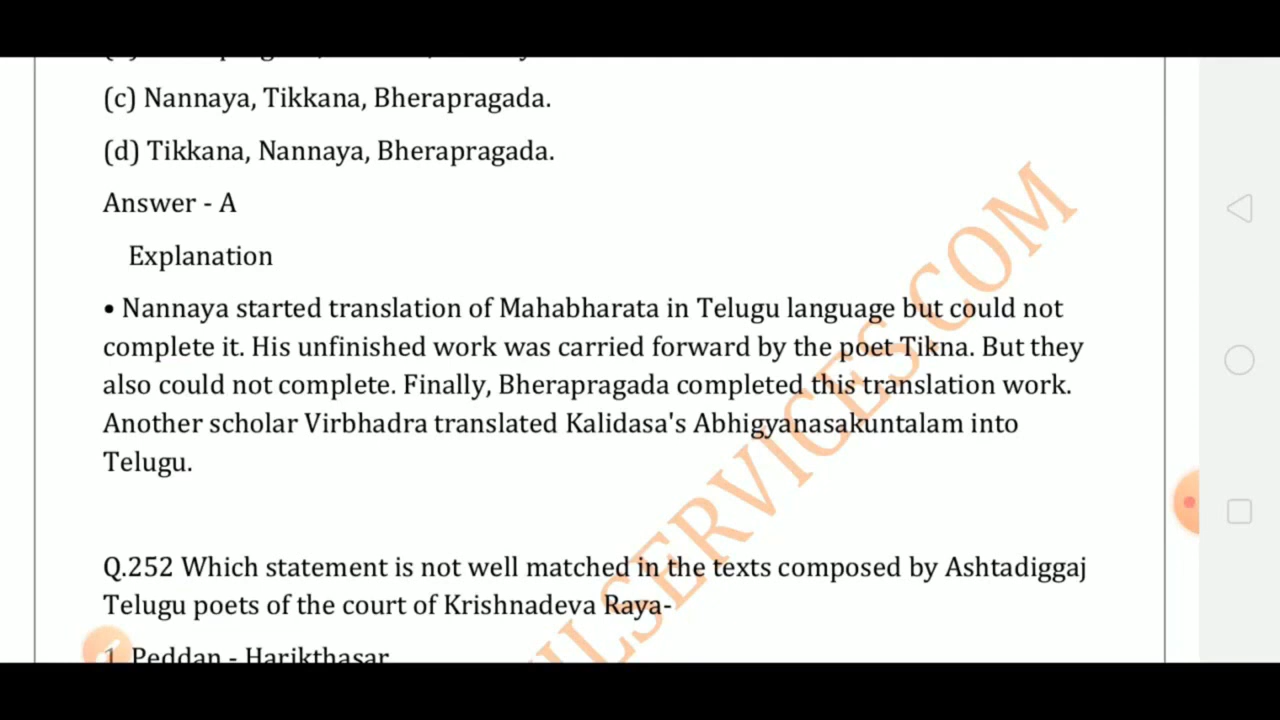 (c) Nannaya, Tikkana, Bherapragada.
(d) Tikkana, Nannaya, Bherapragada.
Answer - A
Explanation
• Nannaya started translation of Mahabharata in Telugu language but could not
complete it. His unfinished work was carried forward by the poet Tikna. But they
also could not complete. Finally, Bherapragada completed this translation work.
Another scholar Virbhadra translated Kalidasa's Abhigyanasakuntalam into
Telugu.
Q.252 Which statement is not well matched in the texts composed by Ashtadiggaj
Telugu poets of the court of Krishnadeva Raya-
1. Peddan - Harikthasar
ILSERVICES.COM